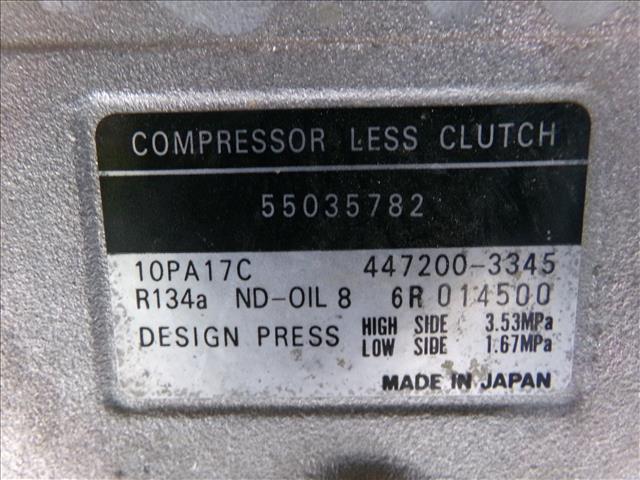 COMPRESSOR LESS CLUTCH
55035782
10PA17C 447200-3345
R134a ND-OIL 8 6R 014500
DESIGN PRESS HIGH SIDE 3.53MPa
LOW SIDE 1.67MPa
MADE IN JAPAN